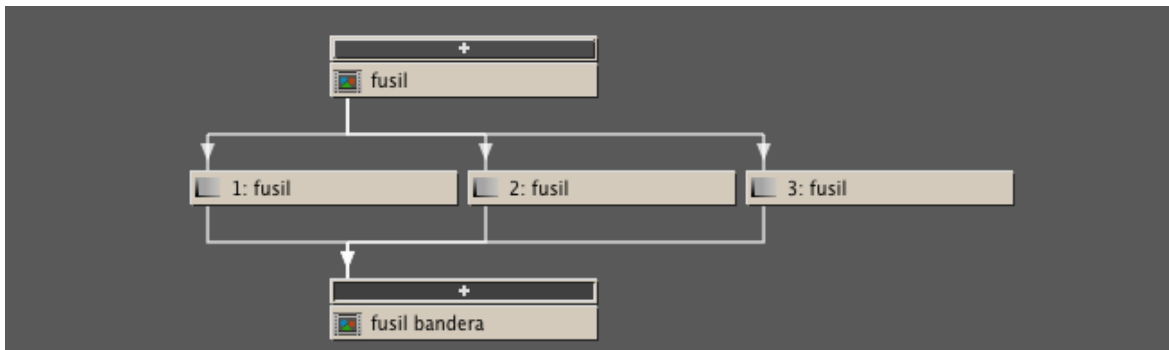 +
fusil
1: fusil
2: fusil
3: fusil
+
fusil bandera